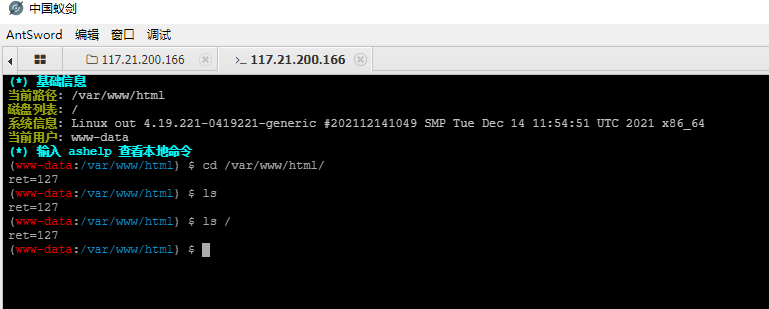 中国蚁剑
AntSword 编辑 窗口 调试
117.21.200.166 >_ 117.21.200.166
(*) 基础信息
当前路径: /var/www/html
磁盘列表: /
系统信息: Linux out 4.19.221-0419221-generic #202112141049 SMP Tue Dec 14 11:54:51 UTC 2021 x86_64
当前用户: www-data
(*) 输入 ashelp 查看本地命令
(www-data:/var/www/html) $ cd /var/www/html/
ret=127
(www-data:/var/www/html) $ ls
ret=127
(www-data:/var/www/html) $ ls /
ret=127
(www-data:/var/www/html) $